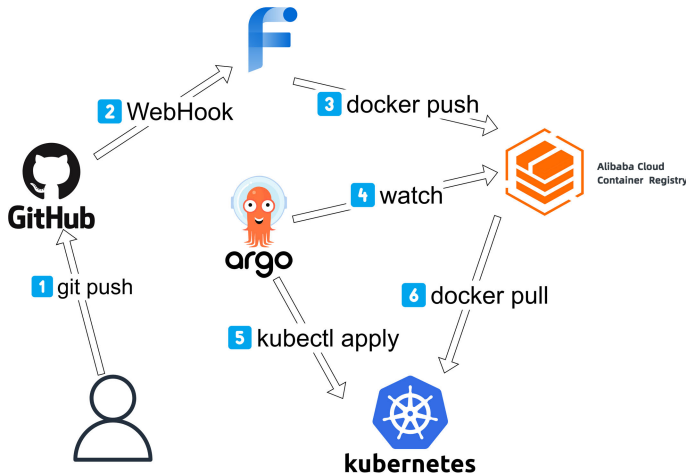 2 WebHook
3 docker push
GitHub
4 watch
Alibaba Cloud
Container Registry
argo
1 git push
6 docker pull
5 kubectl apply
kubernetes